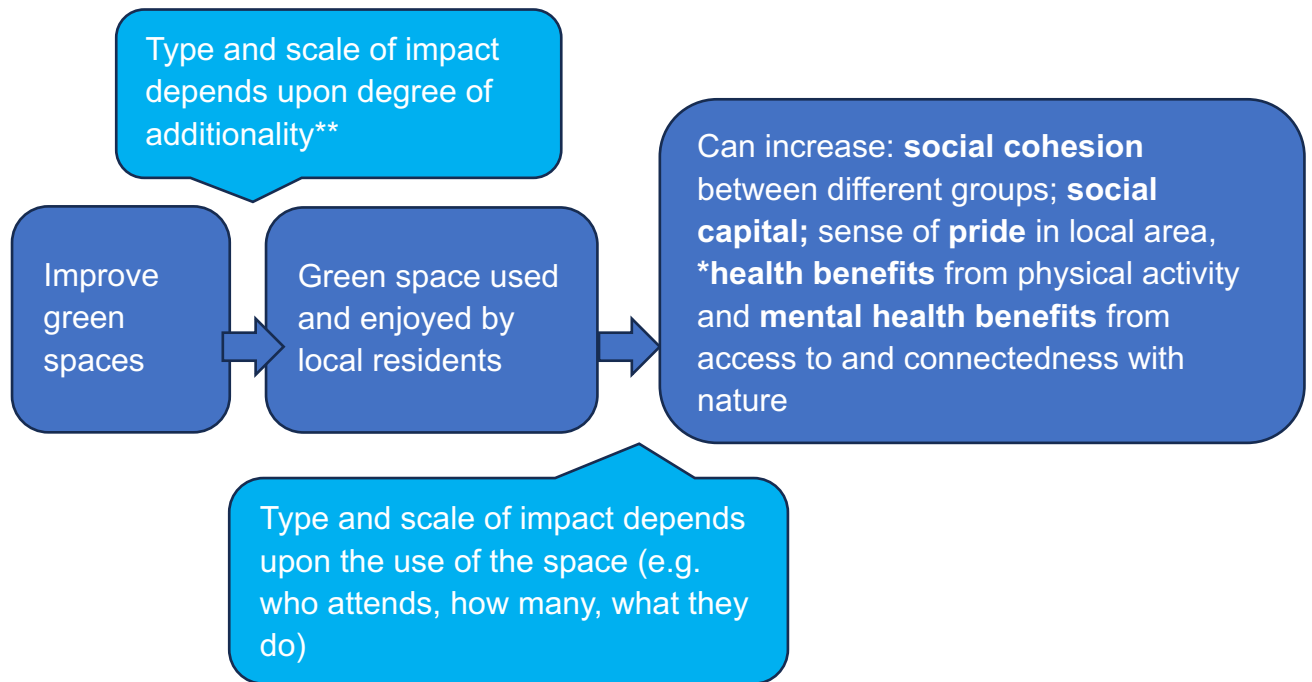 Type and scale of impact
depends upon degree of
additionality**
Improve
green
spaces
Green space used
and enjoyed by
local residents
Can increase: social cohesion
between different groups; social
capital; sense of pride in local area,
*health benefits from physical activity
and mental health benefits from
access to and connectedness with
nature
Type and scale of impact depends
upon the use of the space (e.g.
who attends, how many, what they
do)